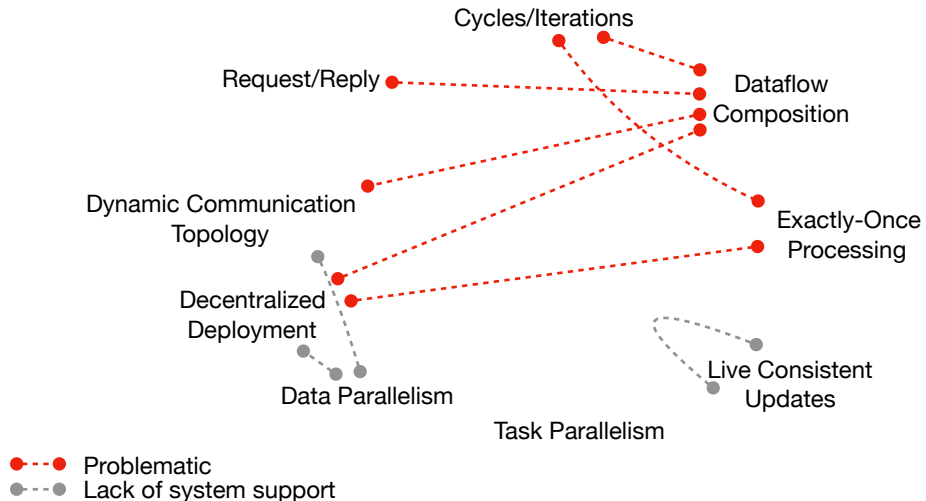 Cycles/Iterations
Request/Reply
Dataflow
Composition
Dynamic Communication
Topology
Exactly-Once
Processing
Decentralized
Deployment
Live Consistent
Updates
Data Parallelism
Task Parallelism
Problematic
Lack of system support